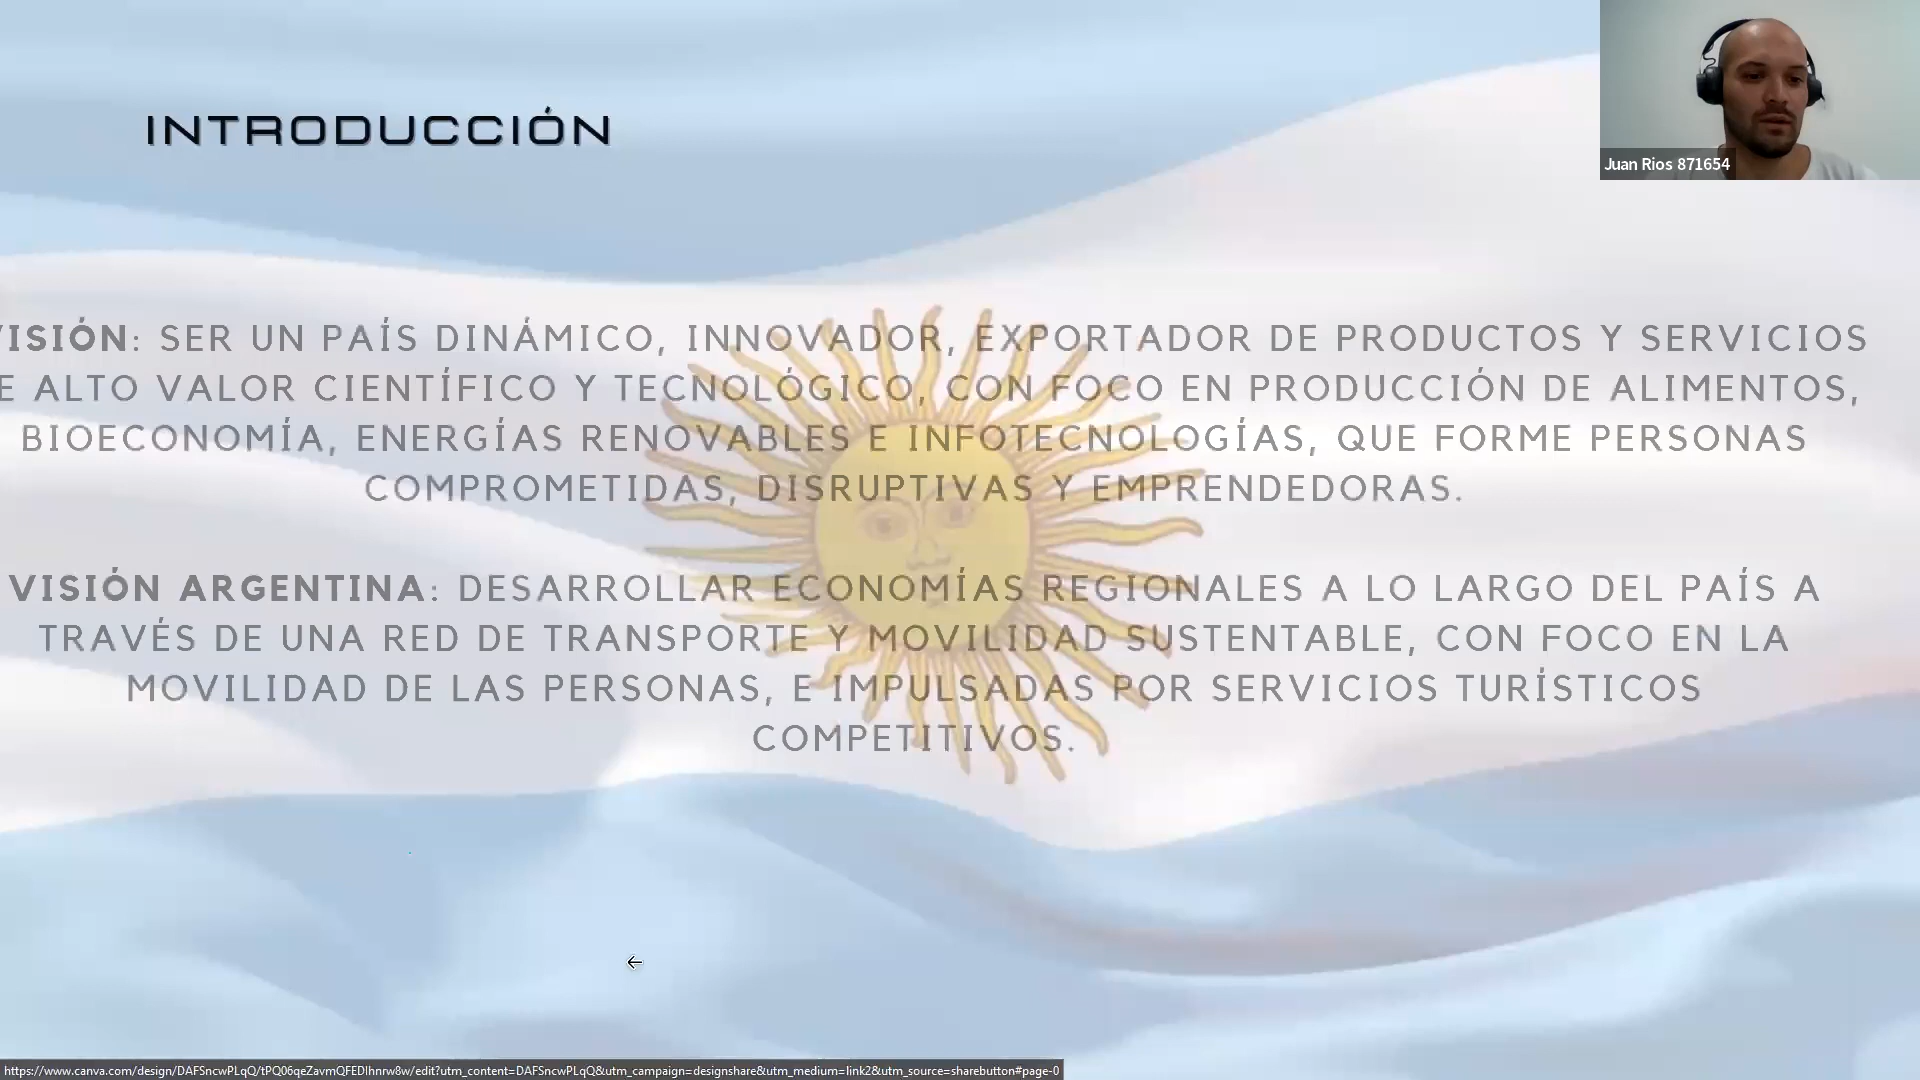 INTRODUCCIÓN
Juan Rios 871654
VISIÓN: SER UN PAÍS DINÁMICO, INNOVADOR, EXPORTADOR DE PRODUCTOS Y SERVICIOS
E ALTO VALOR CIENTÍFICO Y TECNOLÓGICO, CON FOCO EN PRODUCCIÓN DE ALIMENTOS,
BIOECONOMÍA, ENERGÍAS RENOVABLES E INFOTECNOLOGÍAS, QUE FORME PERSONAS
COMPROMETIDAS, DISRUPTIVAS Y EMPRENDEDORAS.
VISIÓN ARGENTINA: DESARROLLAR ECONOMÍAS REGIONALES A LO LARGO DEL PAÍS A
TRAVÉS DE UNA RED DE TRANSPORTE Y MOVILIDAD SUSTENTABLE, CON FOCO EN LA
MOVILIDAD DE LAS PERSONAS, E IMPULSADAS POR SERVICIOS TURÍSTICOS
COMPETITIVOS.
https://www.canva.com/design/DAFSncwPLqQ/tPQ06qeZavmQFEDIhnrw8w/edit?utm_content=DAFSncwPLqQ&utm_campaign=designshare&utm_medium=link2&utm_source=sharebutton#page-0